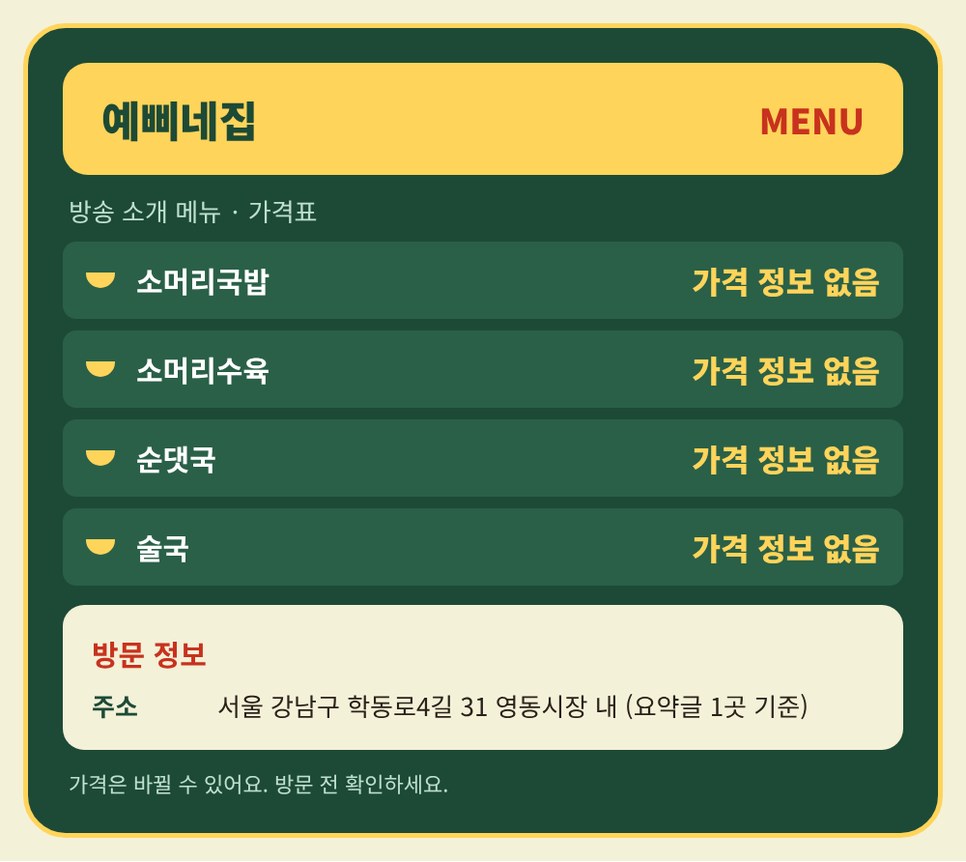 예삐네집
MENU
방송 소개 메뉴 · 가격표
소머리국밥 가격 정보 없음
소머리수육 가격 정보 없음
순댓국 가격 정보 없음
술국 가격 정보 없음
방문 정보
주소 서울 강남구 학동로4길 31 영동시장 내 (요약글 1곳 기준)
가격은 바뀔 수 있어요. 방문 전 확인하세요.